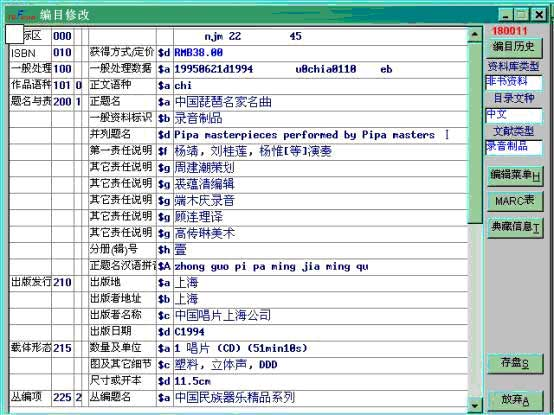 编目修改
标区 000 njm 22 45
ISBN 010 获得方式/定价 $d RMB38.00
一般处理 100 一般处理数据 $a 19950621d1994 u0chia0110 eb
作品语种 101 0 正文语种 $a chi
题名与责 200 1 正题名 $a 中国琵琶名家名曲
一般资料标识 $b 录音制品
并列题名 $d Pipa masterpieces performed by Pipa masters
第一责任说明 $f 杨靖，刘桂莲，杨惟[等]演奏
其它责任说明 $g 周建潮策划
其它责任说明 $g 裘蕴清编辑
其它责任说明 $g 端木庆录音
其它责任说明 $g 顾连理译
其它责任说明 $g 高传琳美术
分册(辑)号 $h 壹
正题名汉语拼音 $A zhong guo pi pa ming jia ming qu
出版发行 210 出版地 $a 上海
出版者地址 $b 上海
出版者名称 $c 中国唱片上海公司
出版日期 $d C1994
载体形态 215 数量及单位 $a 1 唱片 (CD) (51min10s)
图及其它细节 $c 塑料，立体声，DDD
尺寸或开本 $d 11.5cm
丛编项 225 2 丛编题名 $a 中国民族器乐精品系列
180011
编目历史
资料库类型
非书资料
目录文种
中文
文献类型
录音制品
编辑菜单H
MARC表
典藏信息T
存盘S
放弃A